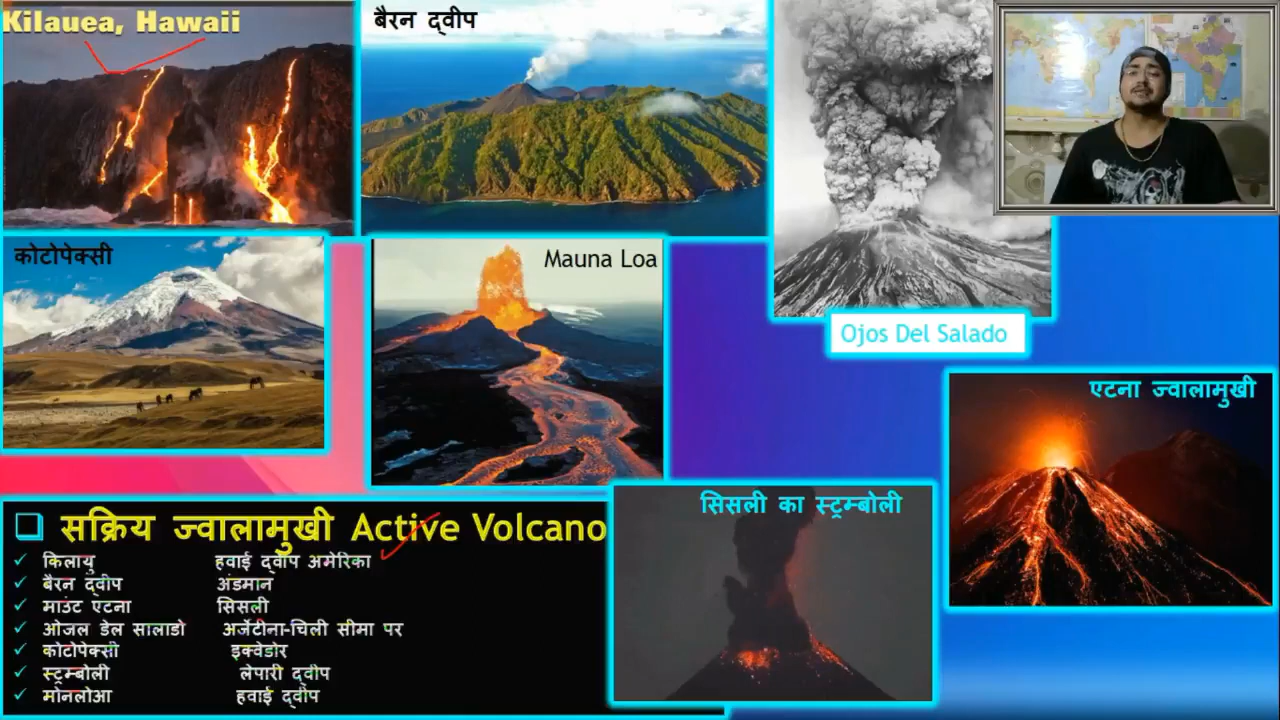 Kilauea, Hawaii
बैरन द्वीप
कोटोपेक्सी
Mauna Loa
Ojos Del Salado
एटना ज्वालामुखी
सिसली का स्ट्रम्बोली
सक्रिय ज्वालामुखी Active Volcano
किलायु हवाई द्वीप अमेरिका
बैरन द्वीप अंडमान
माउंट एटना सिसली
ओजल डेल सालाडो अर्जेटीना-चिली सीमा पर
कोटोपेक्सी इक्वेडोर
स्ट्रम्बोली लेपारी द्वीप
मोनलोआ हवाई द्वीप